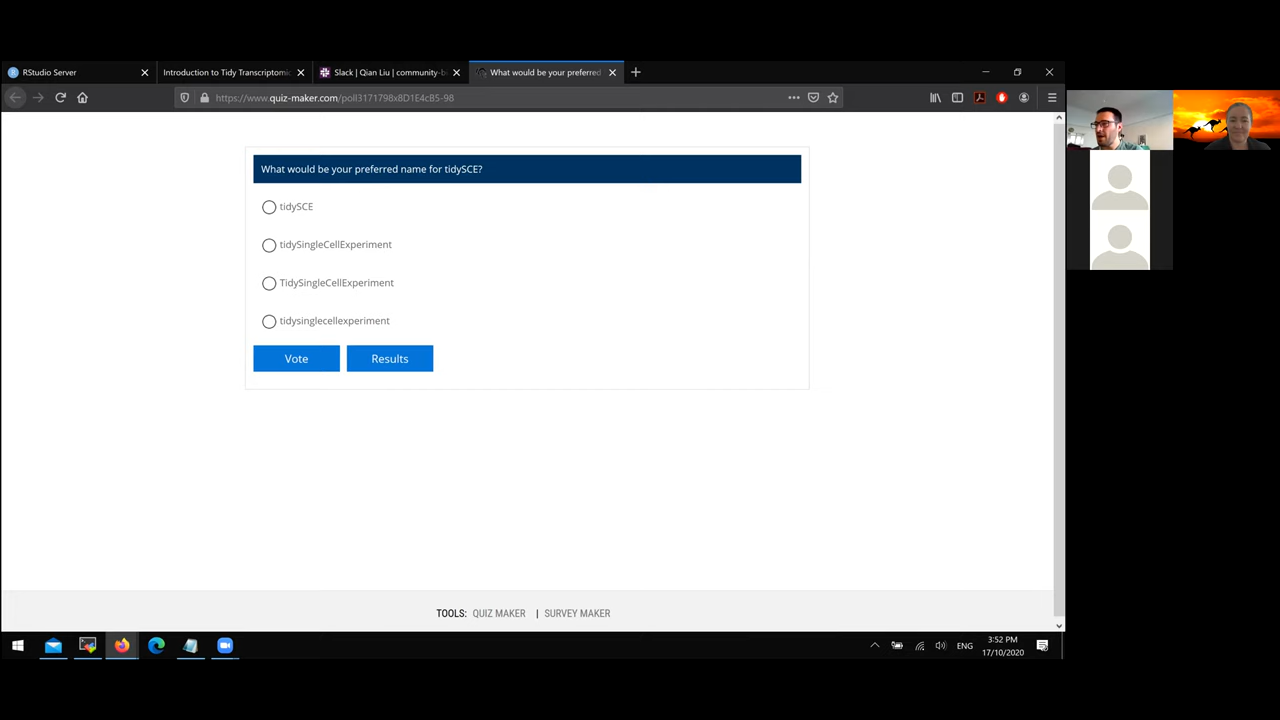 RStudio Server
Introduction to Tidy Transcriptomic
Slack | Qian Liu | community-b
What would be your preferred
https://www.quiz-maker.com/poll3171798x8D1E4cB5-98
What would be your preferred name for tidySCE?
tidySCE
tidySingleCellExperiment
TidySingleCellExperiment
tidysinglecellexperiment
Vote
Results
TOOLS: QUIZ MAKER | SURVEY MAKER
ENG
3:52 PM
17/10/2020